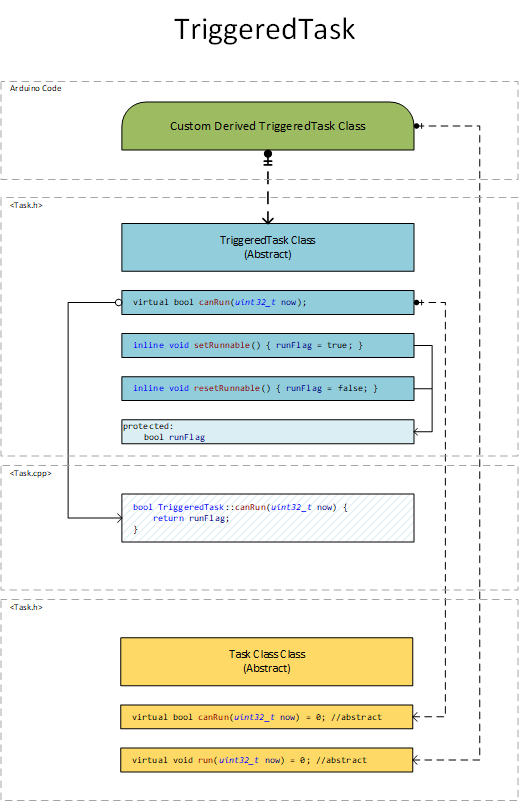 TriggeredTask
Arduino Code
Custom Derived TriggeredTask Class
<Task.h>
TriggeredTask Class
(Abstract)
virtual bool canRun(uint32_t now);
inline void setRunnable() { runFlag = true; }
inline void resetRunnable() { runFlag = false; }
protected:
bool runFlag
<Task.cpp>
bool TriggeredTask::canRun(uint32_t now) {
return runFlag;
}
<Task.h>
Task Class Class
(Abstract)
virtual bool canRun(uint32_t now) = 0; //abstract
virtual void run(uint32_t now) = 0; //abstract